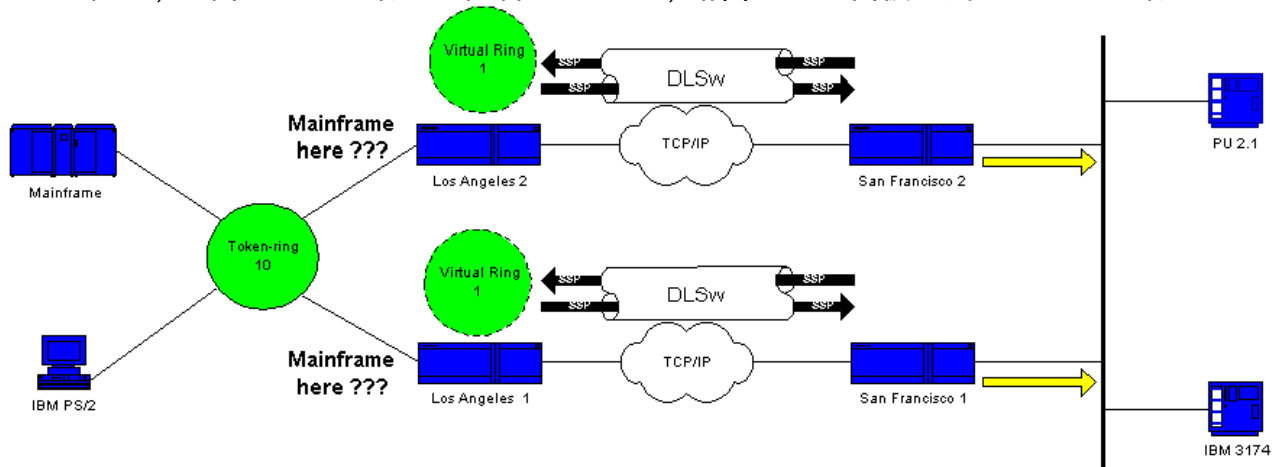 Virtual Ring
1
SSP
SSP
DLSw
SSP
SSP
Mainframe
here ???
TCP/IP
PU 2.1
Mainframe
Los Angeles 2
San Francisco 2
Token-ring
10
Virtual Ring
1
SSP
SSP
DLSw
SSP
SSP
Mainframe
here ???
TCP/IP
IBM PS/2
Los Angeles 1
San Francisco 1
IBM 3174